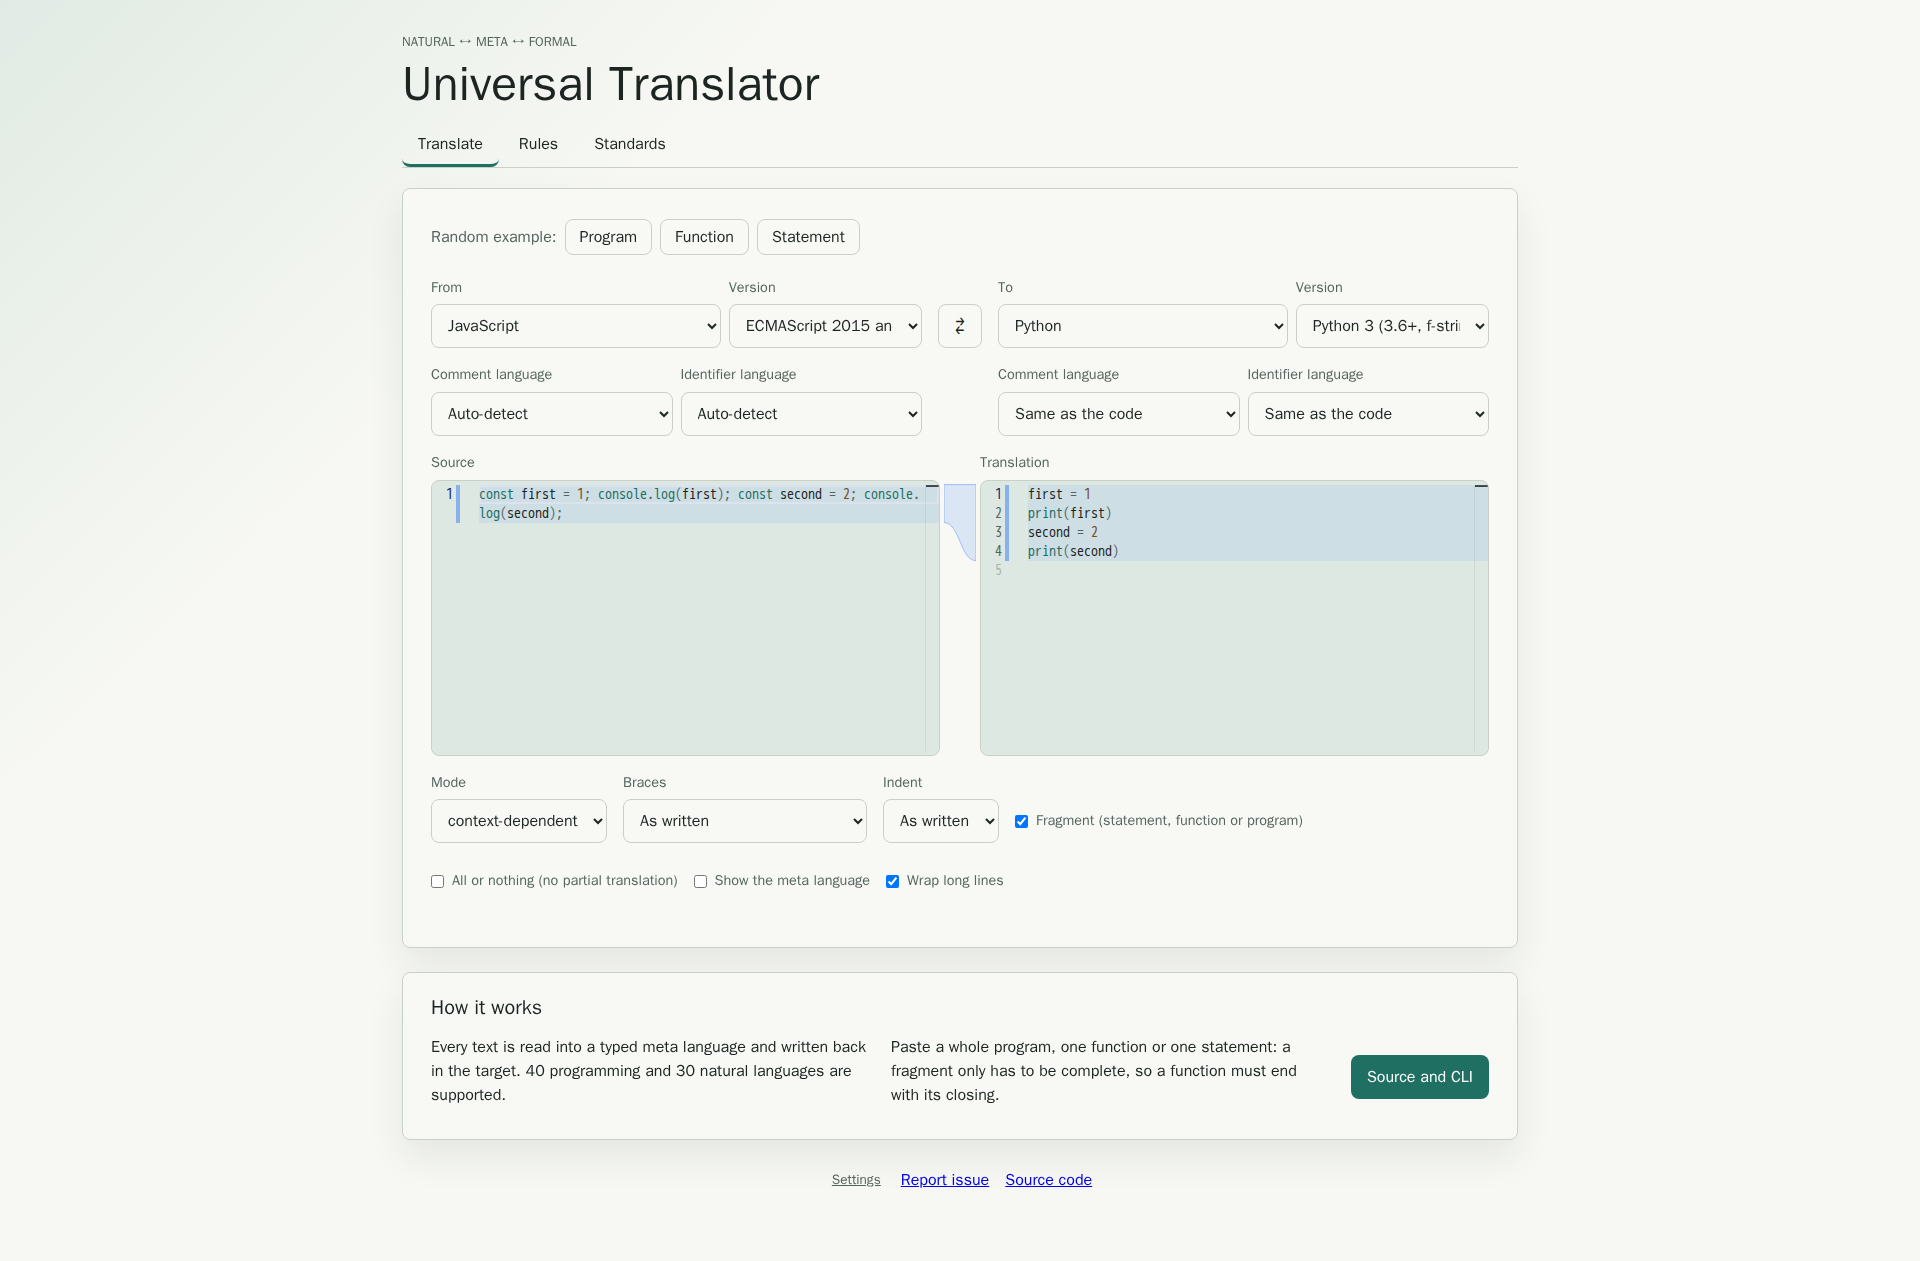 NATURAL ↔ META ↔ FORMAL
Universal Translator
Translate Rules Standards
Random example: Program Function Statement
From Version To Version
JavaScript ECMAScript 2015 an Python Python 3 (3.6+, f-stri
Comment language Identifier language Comment language Identifier language
Auto-detect Auto-detect Same as the code Same as the code
Source Translation
1 const first = 1; console.log(first); const second = 2; console.
log(second);
1 first = 1
2 print(first)
3 second = 2
4 print(second)
5
Mode Braces Indent
context-dependent As written As written Fragment (statement, function or program)
All or nothing (no partial translation) Show the meta language Wrap long lines
How it works
Every text is read into a typed meta language and written back
in the target. 40 programming and 30 natural languages are
supported.
Paste a whole program, one function or one statement: a
fragment only has to be complete, so a function must end
with its closing.
Source and CLI
Settings Report issue Source code